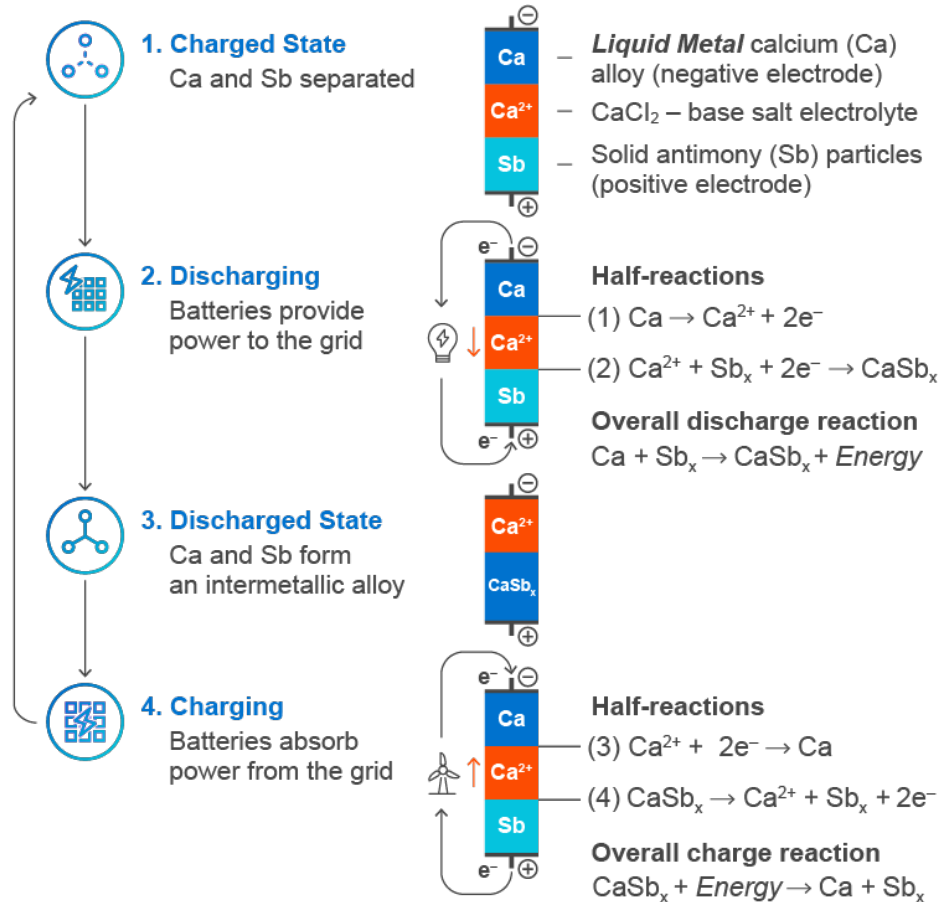 1. Charged State
Ca and Sb separated
⊖
Ca
Ca²⁺
Sb
⊕
– Liquid Metal calcium (Ca)
alloy (negative electrode)
– CaCl₂ – base salt electrolyte
– Solid antimony (Sb) particles
(positive electrode)
2. Discharging
Batteries provide
power to the grid
e⁻ ⊖
Ca
Ca²⁺
Sb
e⁻ ⊕
Half-reactions
(1) Ca → Ca²⁺ + 2e⁻
(2) Ca²⁺ + Sbₓ + 2e⁻ → CaSbₓ
Overall discharge reaction
Ca + Sbₓ → CaSbₓ + Energy
3. Discharged State
Ca and Sb form
an intermetallic alloy
⊖
Ca²⁺
CaSbₓ
⊕
4. Charging
Batteries absorb
power from the grid
e⁻ ⊖
Ca
Ca²⁺
Sb
e⁻ ⊕
Half-reactions
(3) Ca²⁺ + 2e⁻ → Ca
(4) CaSbₓ → Ca²⁺ + Sbₓ + 2e⁻
Overall charge reaction
CaSbₓ + Energy → Ca + Sbₓ